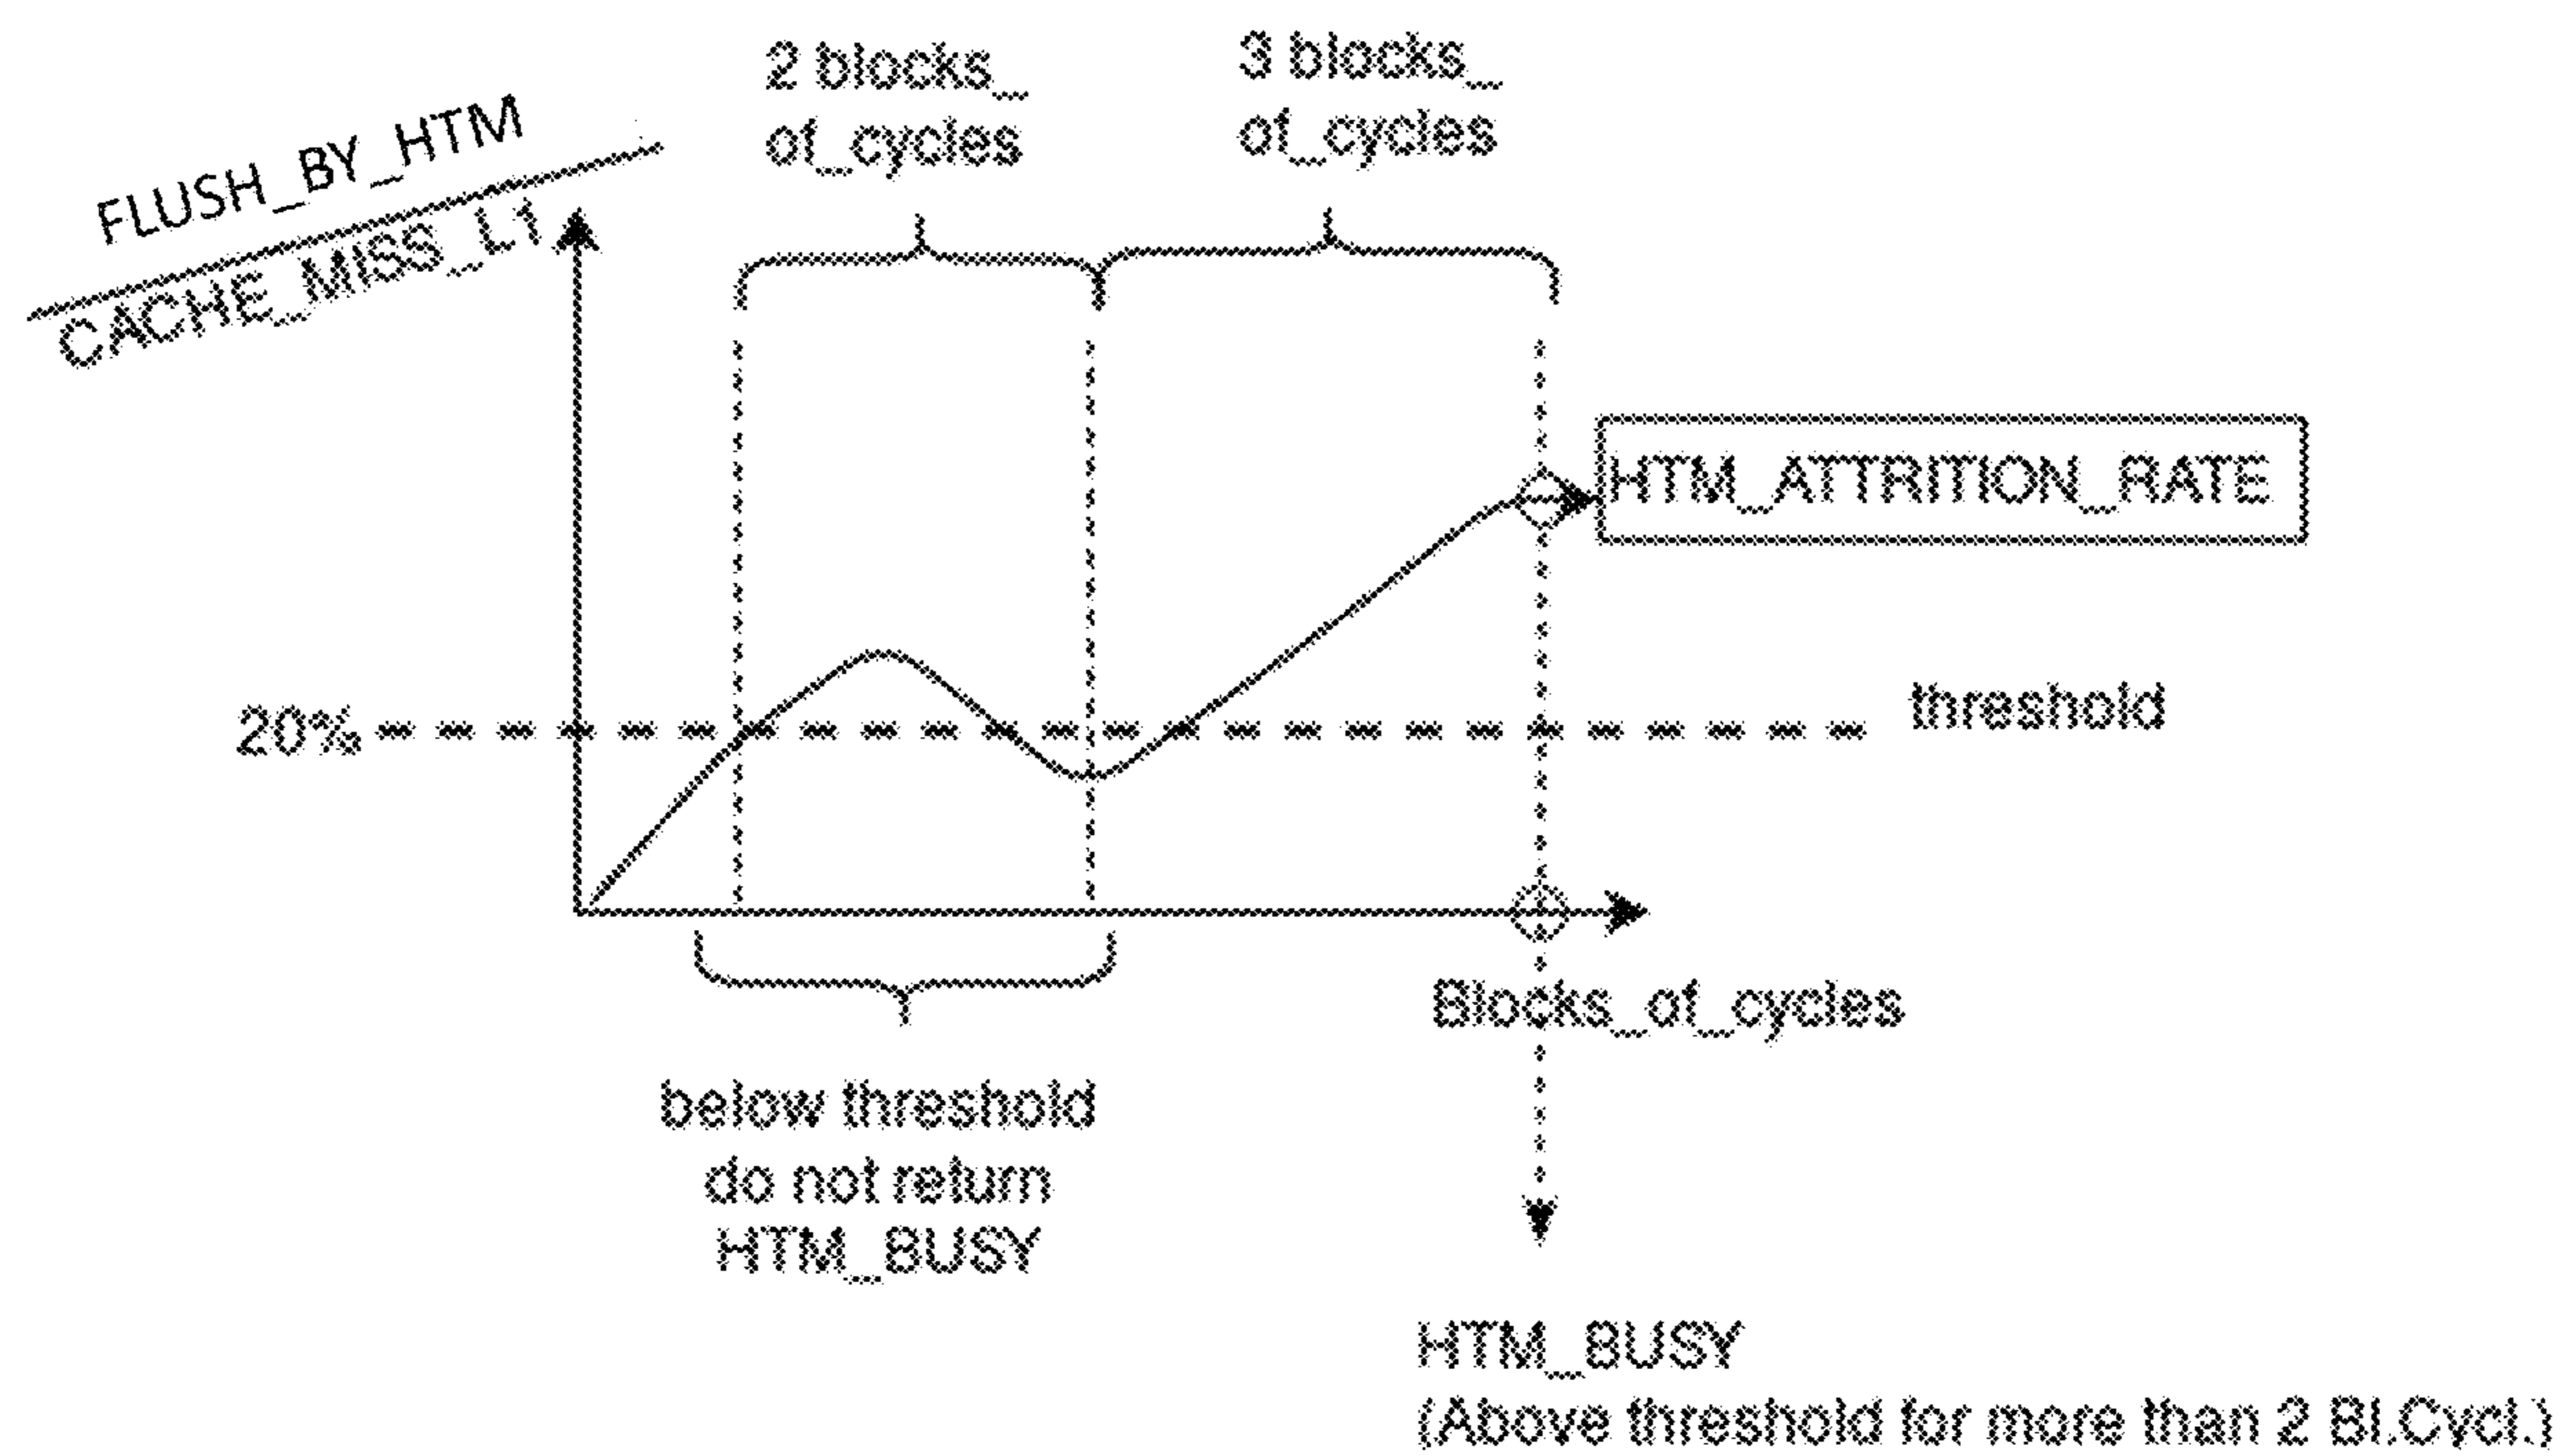 FLUSH_BY_HTM
CACHE_MISS_L1
2 blocks_
of_cycles
3 blocks_
of_cycles
HTM_ATTRITION_RATE
20%
threshold
Blocks_of_cycles
below threshold
do not return
HTM_BUSY
HTM_BUSY
(Above threshold for more than 2 Bl.Cycl.)